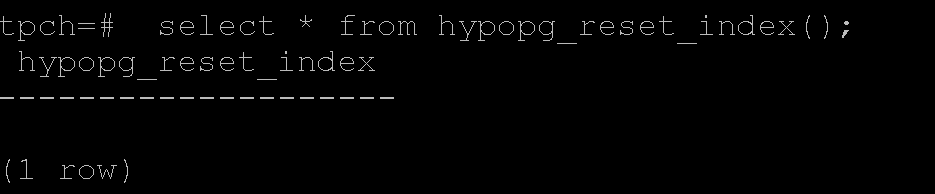 tpch=#  select * from hypopg_reset_index();
 hypopg_reset_index
--------------------

(1 row)